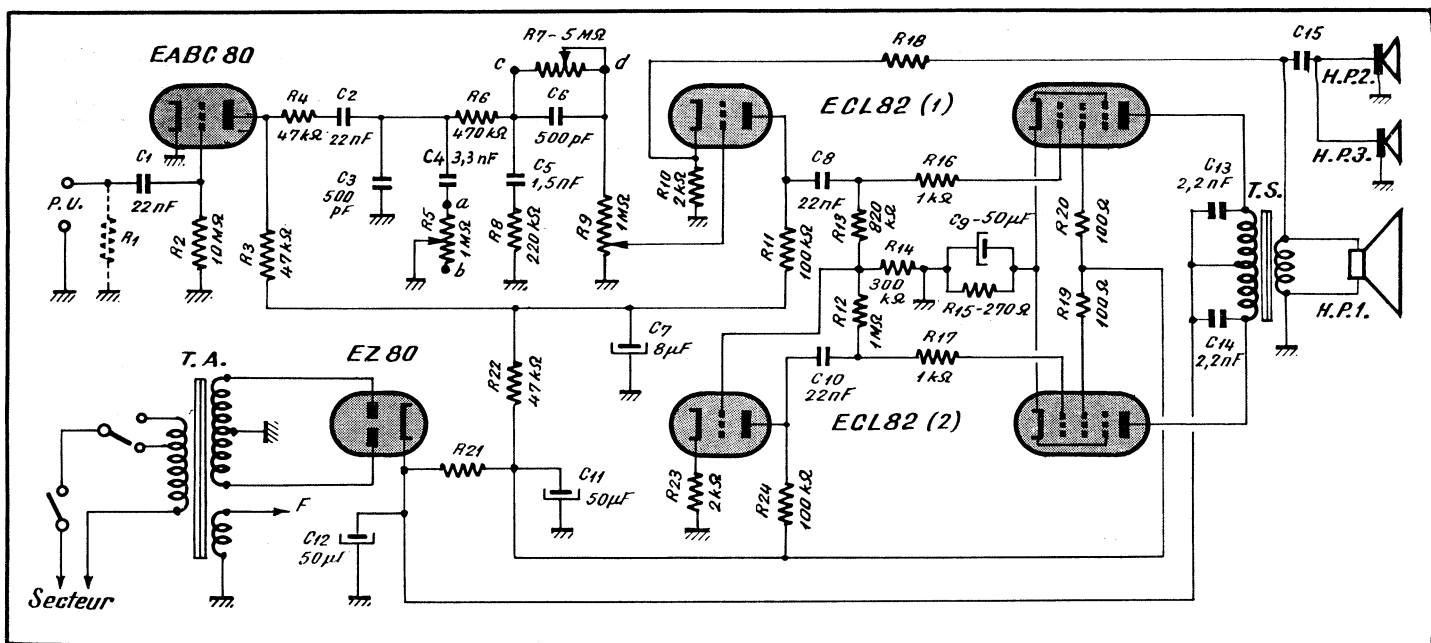 EABC 80
R7 - 5 MΩ
c
d
R4
47kΩ
C2
22nF
R6
470kΩ
C6
500pF
R18
ECL82 (1)
C15
H.P.2.
H.P.3.
C1
22nF
P.U.
R1
R2
10MΩ
R3
47kΩ
C3
500
pF
C4
3,3nF
a
R5
1MΩ
b
C5
1,5nF
R8
220kΩ
R9
1MΩ
R10
2kΩ
R11
100kΩ
C8
22nF
R13
820
kΩ
R16
1kΩ
C9-50µF
R14
300
kΩ
R15-270Ω
R20
100Ω
R19
100Ω
C13
2,2nF
T.S.
C14
2,2nF
H.P.1.
R12
1MΩ
R17
1kΩ
C10
22nF
C7
8µF
ECL82 (2)
T.A.
EZ 80
R22
47kΩ
R21
C11
50µF
C12
50µF
F
R23
2kΩ
R24
100kΩ
Secteur